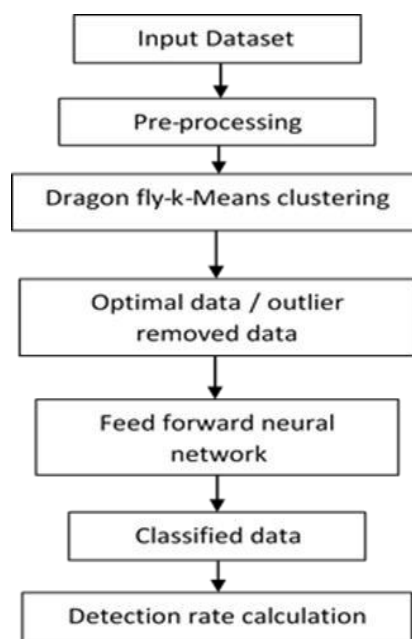 Input Dataset
Pre-processing
Dragon fly-k-Means clustering
Optimal data / outlier
removed data
Feed forward neural
network
Classified data
Detection rate calculation